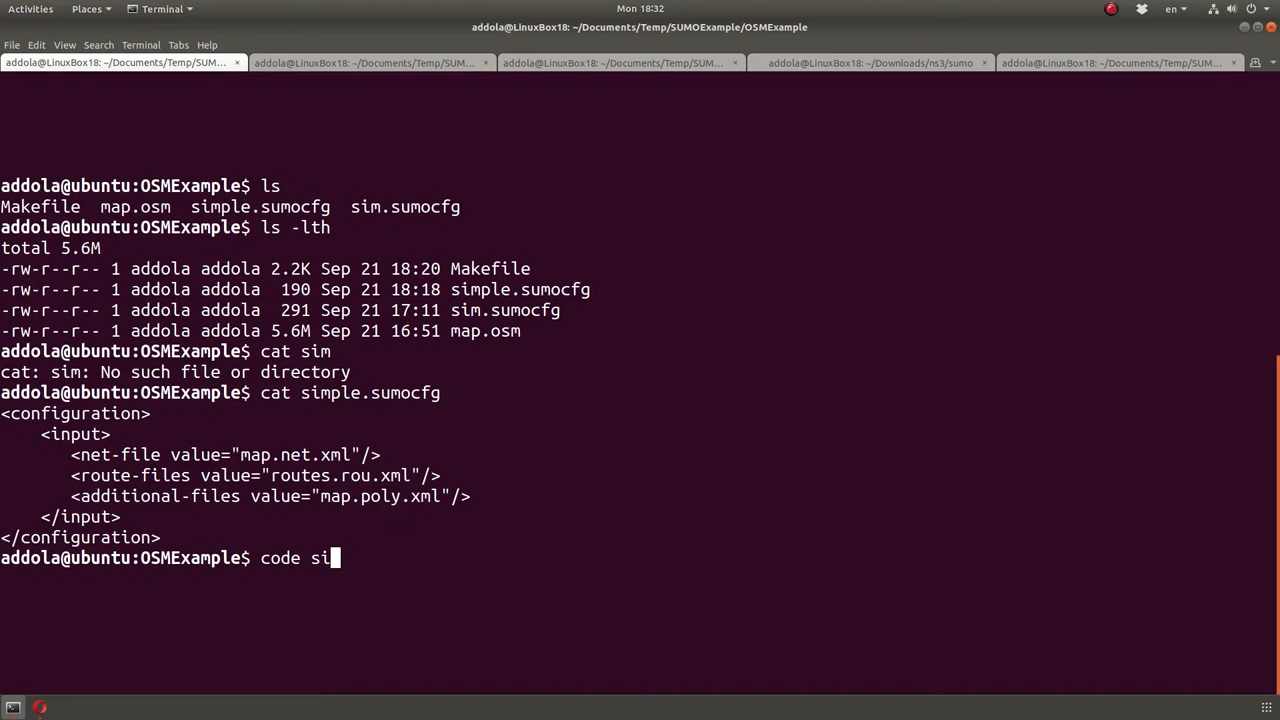 Activities Places Terminal Mon 18:32 en
addola@LinuxBox18: ~/Documents/Temp/SUMOExample/OSMExample
File Edit View Search Terminal Tabs Help
addola@LinuxBox18: ~/Documents/Temp/SUM... addola@LinuxBox18: ~/Documents/Temp/SUM... addola@LinuxBox18: ~/Documents/Temp/SUM... addola@LinuxBox18: ~/Downloads/ns3/sumo addola@LinuxBox18: ~/Documents/Temp/SUM...
addola@ubuntu:OSMExample$ ls
Makefile  map.osm  simple.sumocfg  sim.sumocfg
addola@ubuntu:OSMExample$ ls -lth
total 5.6M
-rw-r--r-- 1 addola addola 2.2K Sep 21 18:20 Makefile
-rw-r--r-- 1 addola addola  190 Sep 21 18:18 simple.sumocfg
-rw-r--r-- 1 addola addola  291 Sep 21 17:11 sim.sumocfg
-rw-r--r-- 1 addola addola 5.6M Sep 21 16:51 map.osm
addola@ubuntu:OSMExample$ cat sim
cat: sim: No such file or directory
addola@ubuntu:OSMExample$ cat simple.sumocfg
<configuration>
    <input>
       <net-file value="map.net.xml"/>
       <route-files value="routes.rou.xml"/>
       <additional-files value="map.poly.xml"/>
    </input>
</configuration>
addola@ubuntu:OSMExample$ code si